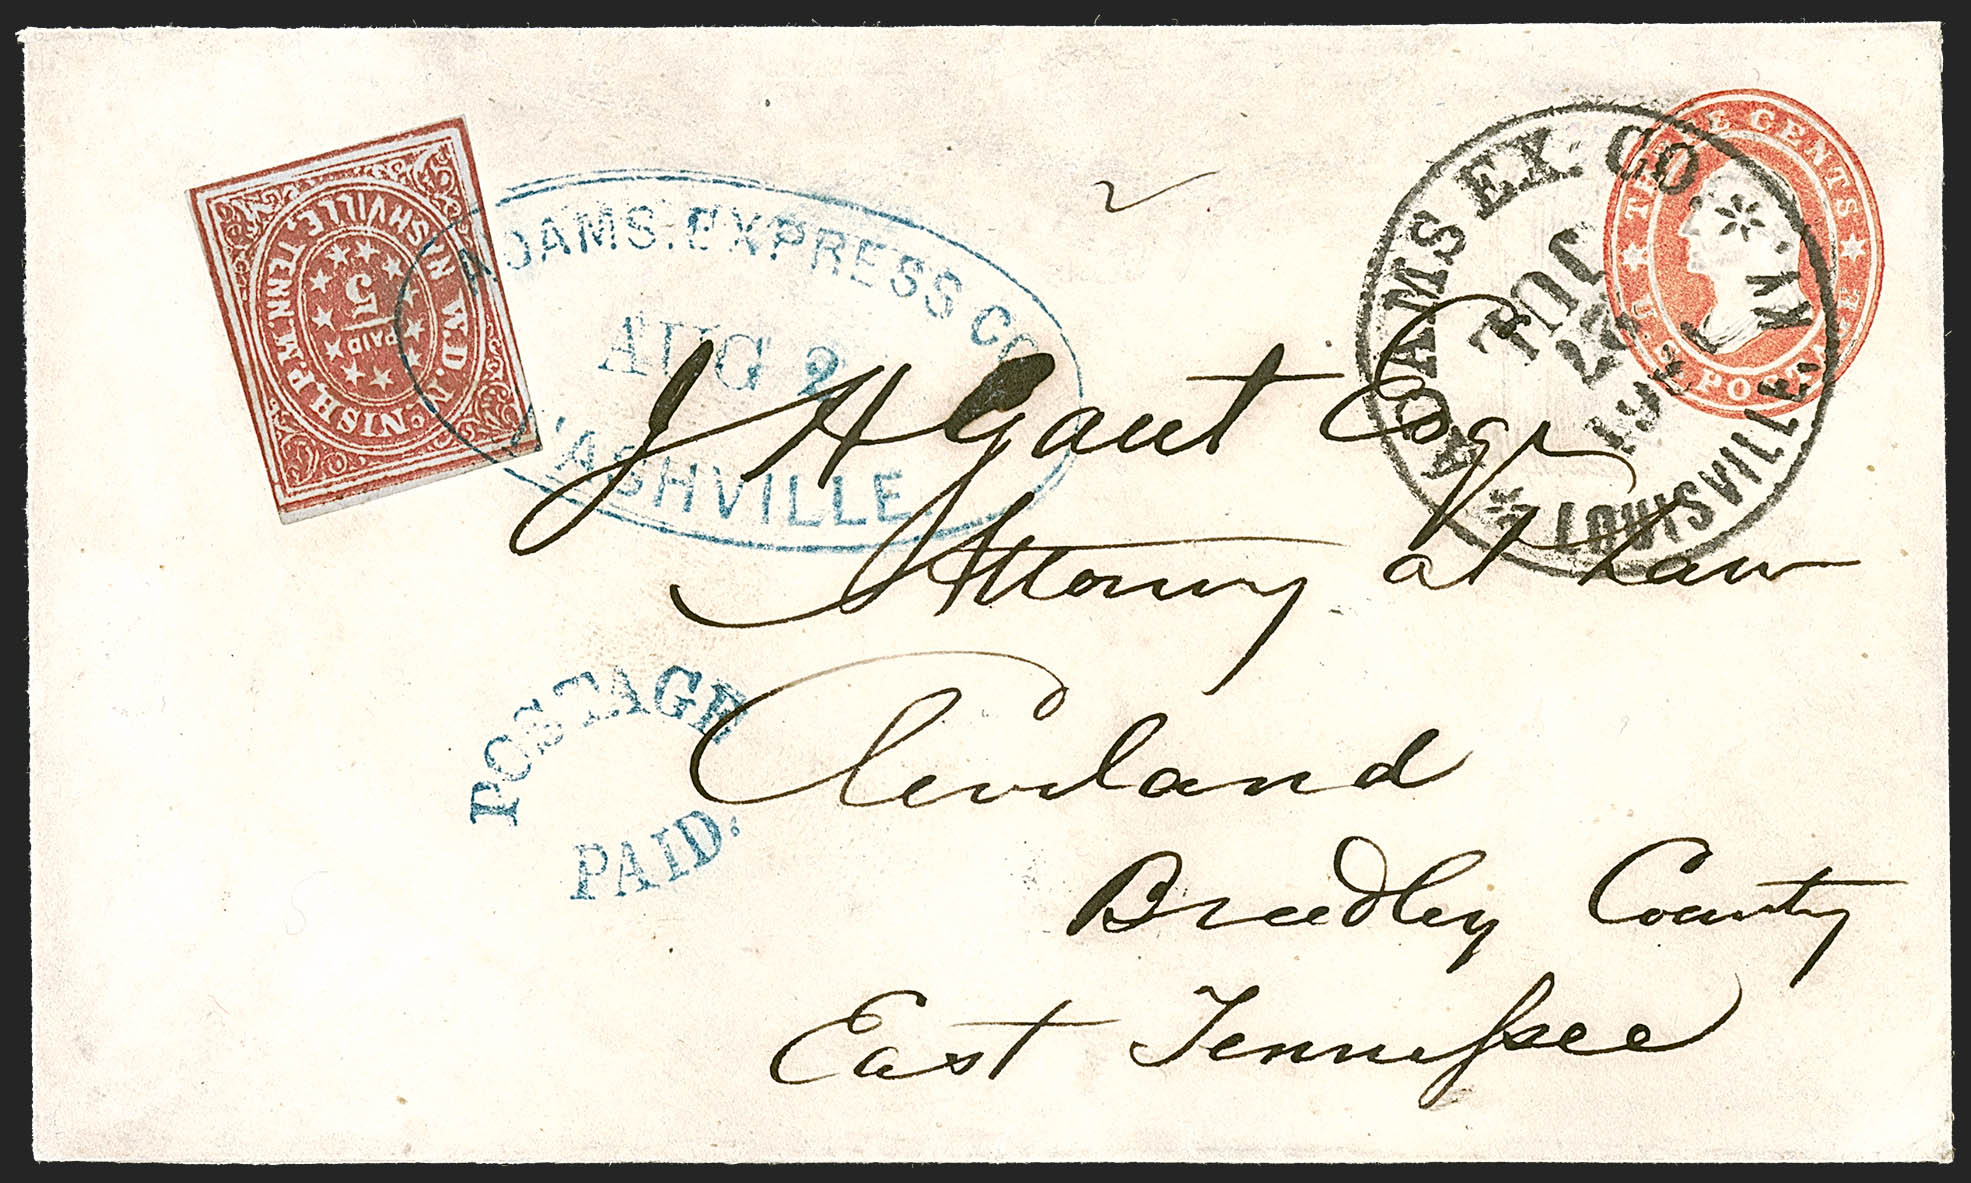 W.D. McNISH. P.M. NASHVILLE TENN.
PAID
5
ADAMS. EXPRESS CO.
AUG 2
NASHVILLE.
ADAMS EX. CO.
JUL
27
1861
LOUISVILLE, KY.
THREE CENTS
U.S. POSTAGE
J H Gaut Esqr
Attorney at Law
POSTAGE
PAID.
Cleveland
Bradley County
East Tennessee